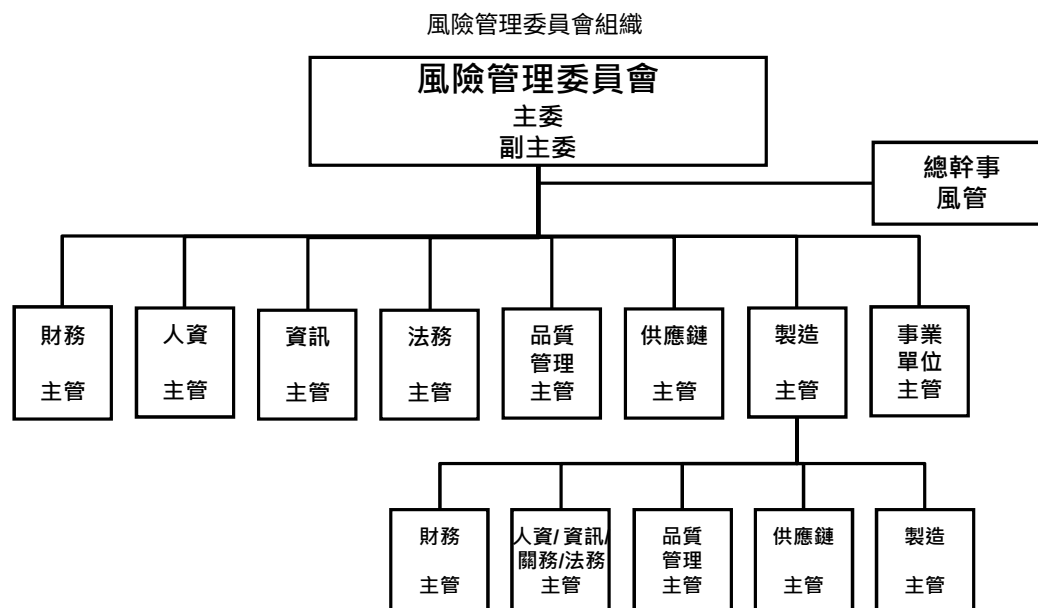 風險管理委員會組織
風險管理委員會
主委
副主委
總幹事
風管
財務
主管
人資
主管
資訊
主管
法務
主管
品質
管理
主管
供應鏈
主管
製造
主管
事業
單位
主管
財務
主管
人資/ 資訊/
關務/法務
主管
品質
管理
主管
供應鏈
主管
製造
主管